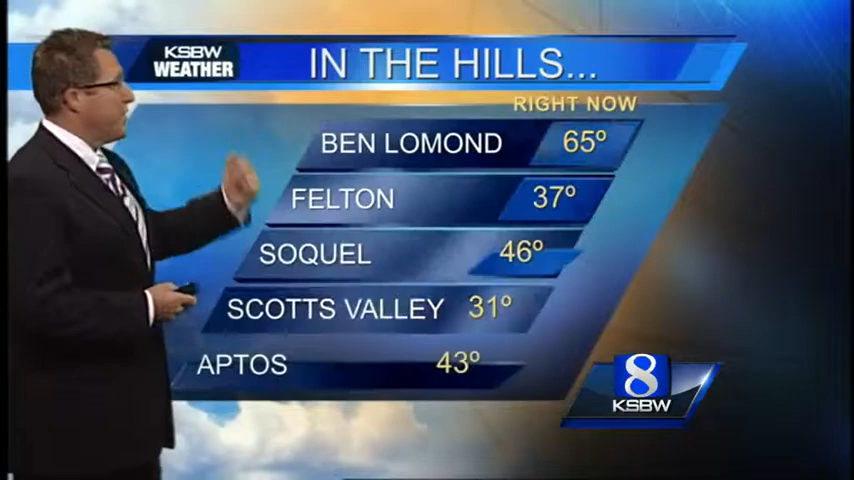 KSBW
WEATHER
IN THE HILLS...
RIGHT NOW
BEN LOMOND 65º
FELTON 37º
SOQUEL 46º
SCOTTS VALLEY 31º
APTOS 43º
8
KSBW